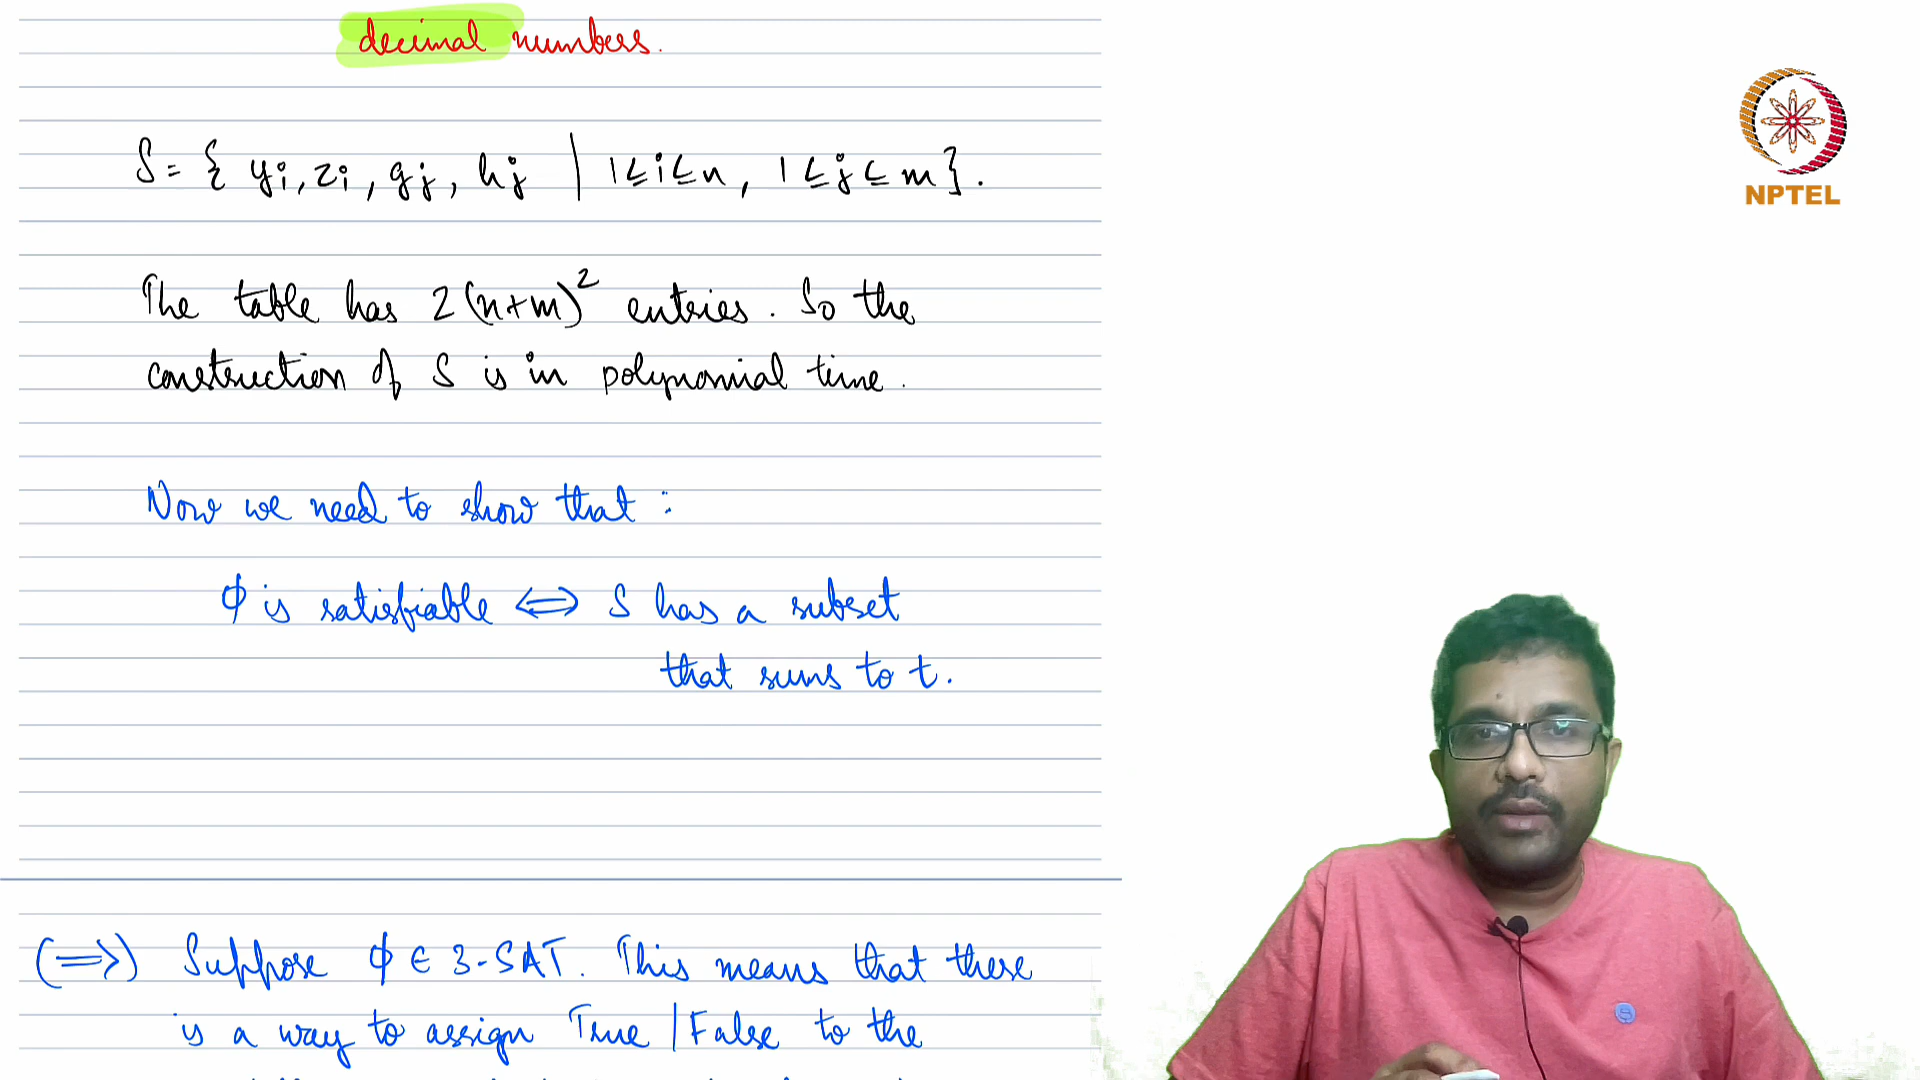 decimal numbers.
S = { yi, zi, gj, hj | 1≤i≤n, 1≤j≤m }.
The table has 2(n+m)² entries. So the
construction of S is in polynomial time.
Now we need to show that :
ϕ is satisfiable ⟺ S has a subset
that sums to t.
(⟹) Suppose ϕ ∈ 3-SAT. This means that there
is a way to assign True / False to the
NPTEL